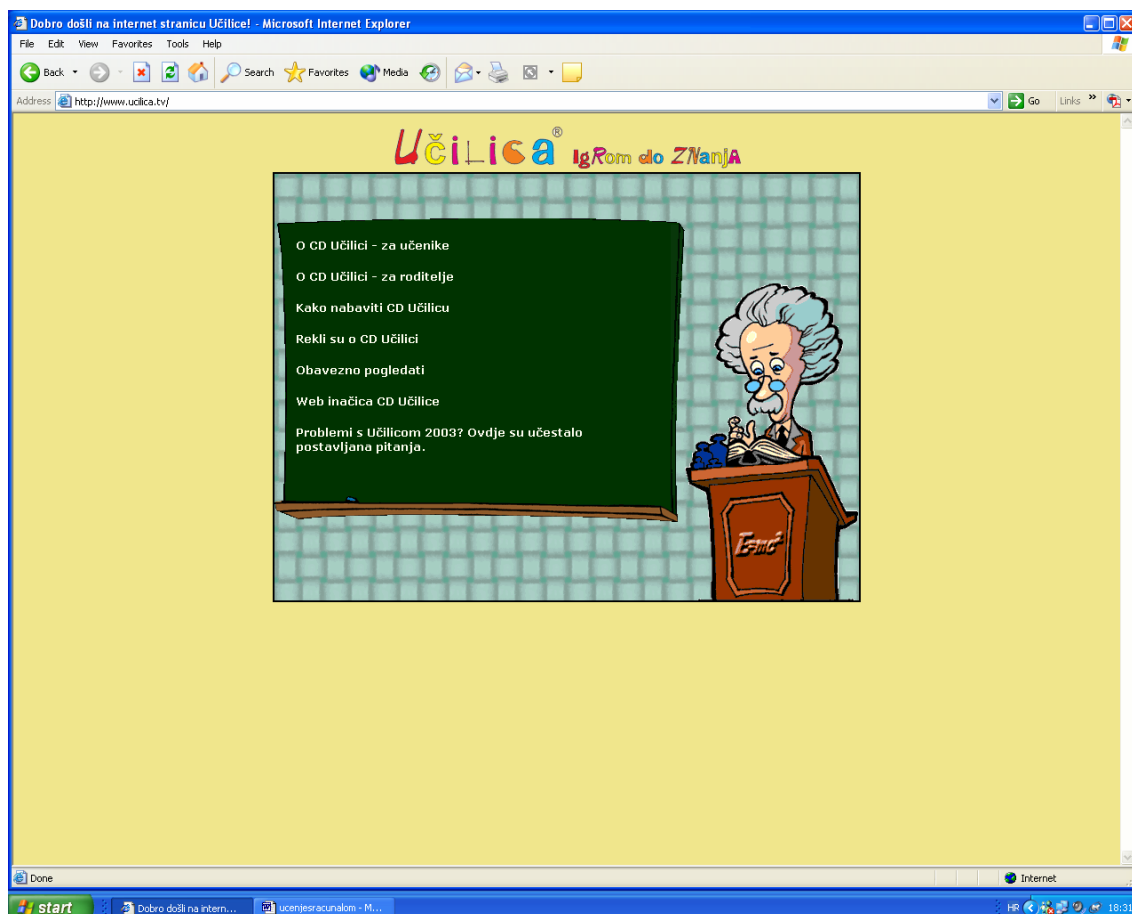 Dobro došli na internet stranicu Učilice! - Microsoft Internet Explorer
File Edit View Favorites Tools Help
Back Search Favorites Media
Address http://www.ucilica.tv/ Go Links »
Učilica® IgRom do ZNanjA
O CD Učilici - za učenike
O CD Učilici - za roditelje
Kako nabaviti CD Učilicu
Rekli su o CD Učilici
Obavezno pogledati
Web inačica CD Učilice
Problemi s Učilicom 2003? Ovdje su učestalo
postavljana pitanja.
E=mc²
Done Internet
start Dobro došli na intern... ucenjesracunalom - M... HR 18:31